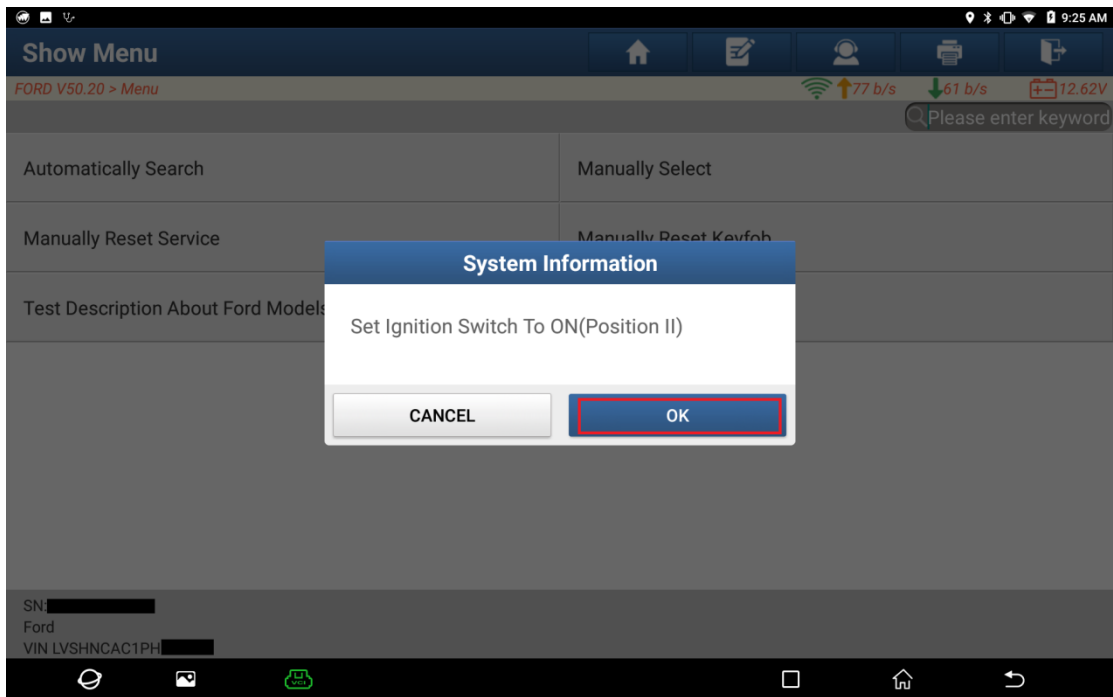 9:25 AM
Show Menu
FORD V50.20 > Menu
77 b/s
61 b/s
12.62V
Please enter keyword
Automatically Search
Manually Select
Manually Reset Service
Manually Reset Keyfob
Test Description About Ford Models
System Information
Set Ignition Switch To ON(Position II)
CANCEL
OK
SN:
Ford
VIN LVSHNCAC1PH
VCI